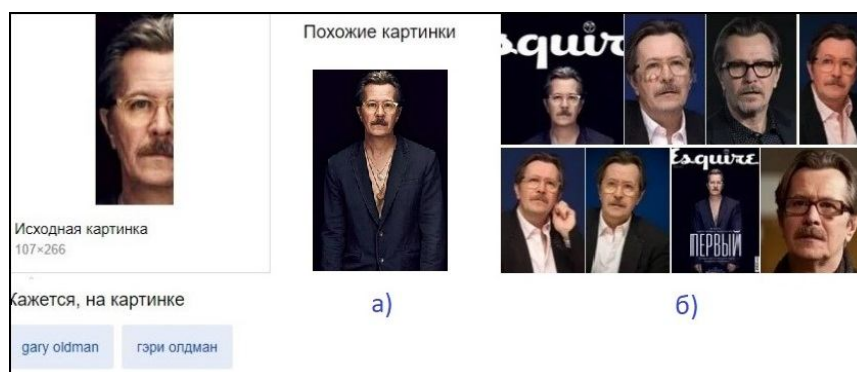 Исходная картинка
107×266
Кажется, на картинке
gary oldman
гэри олдман
Похожие картинки
а)
Esquire
Esquire
ПЕРВЫЙ
б)